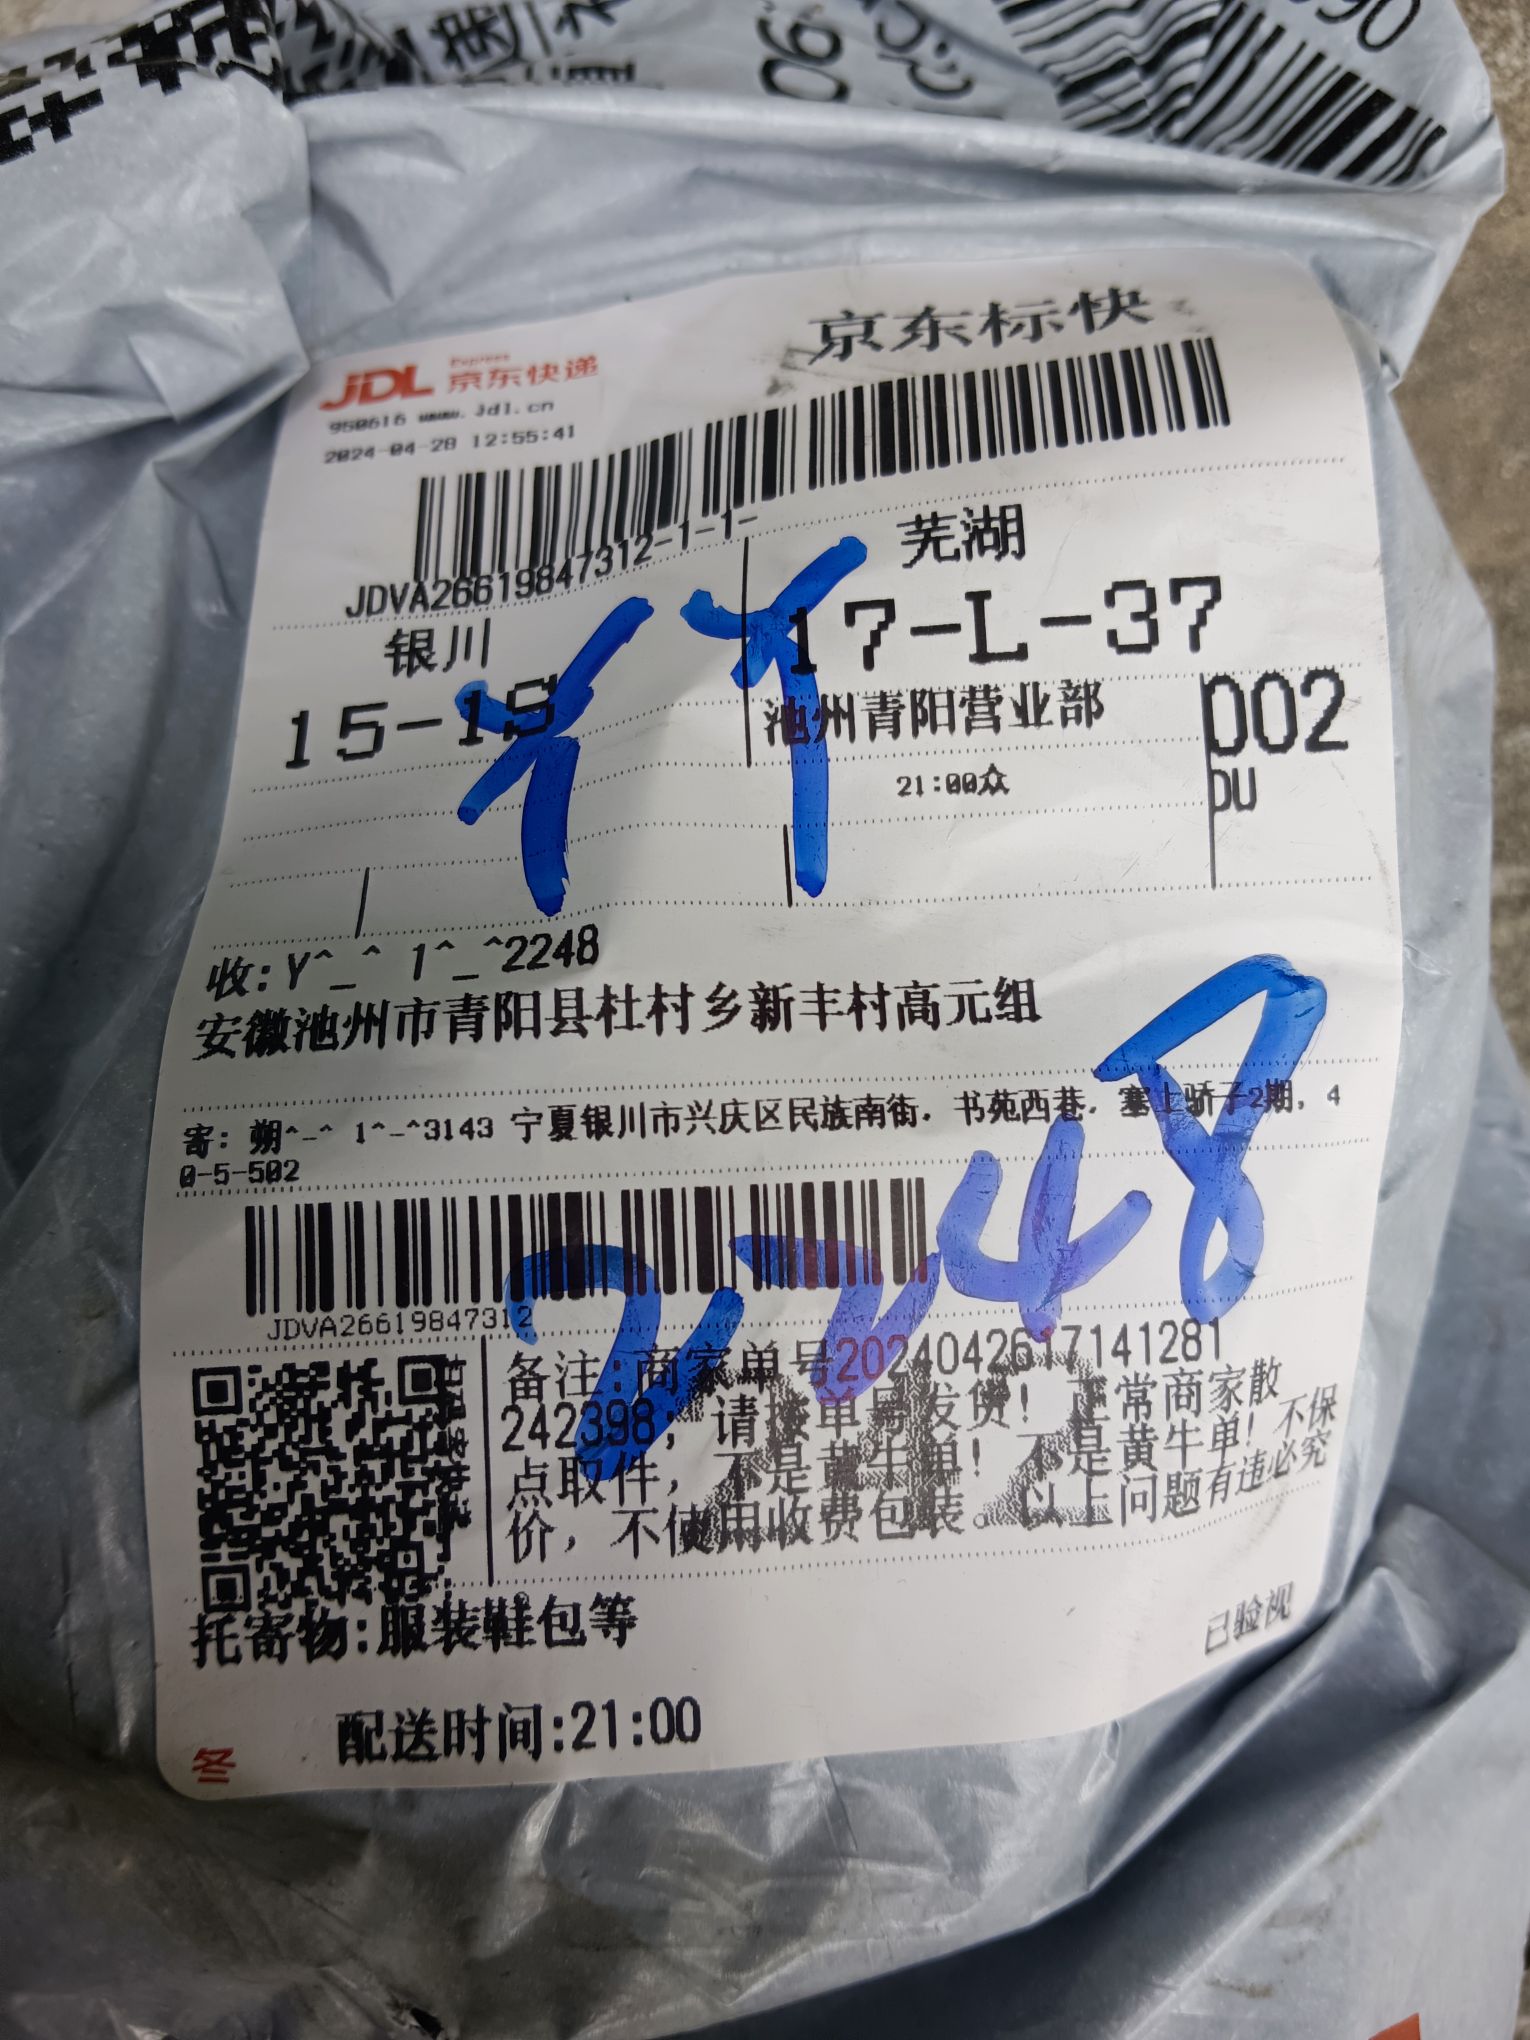 京东标快
JDL Express 京东快递
950616 www.jdl.cn
2024-04-28 12:55:41
JDVA26619847312-1-1-
银川
芜湖
15-1S
17-L-37
池州青阳营业部
002
21:00众
DU
YY
收:Y^_^ 1^_^2248
安徽池州市青阳县杜村乡新丰村高元组
寄: 朔^_^ 1^_^3143 宁夏银川市兴庆区民族南街, 书苑西巷, 塞上骄子2期, 4
0-5-502
2248
JDVA26619847312
备注:商家单号2024042617141281
242398; 请接单号发货! 正常商家散
点取件, 不是黄牛单! 不是黄牛单! 不保
价, 不使用收费包装。以上问题有违必究
托寄物:服装鞋包等
已验视
配送时间:21:00
冬